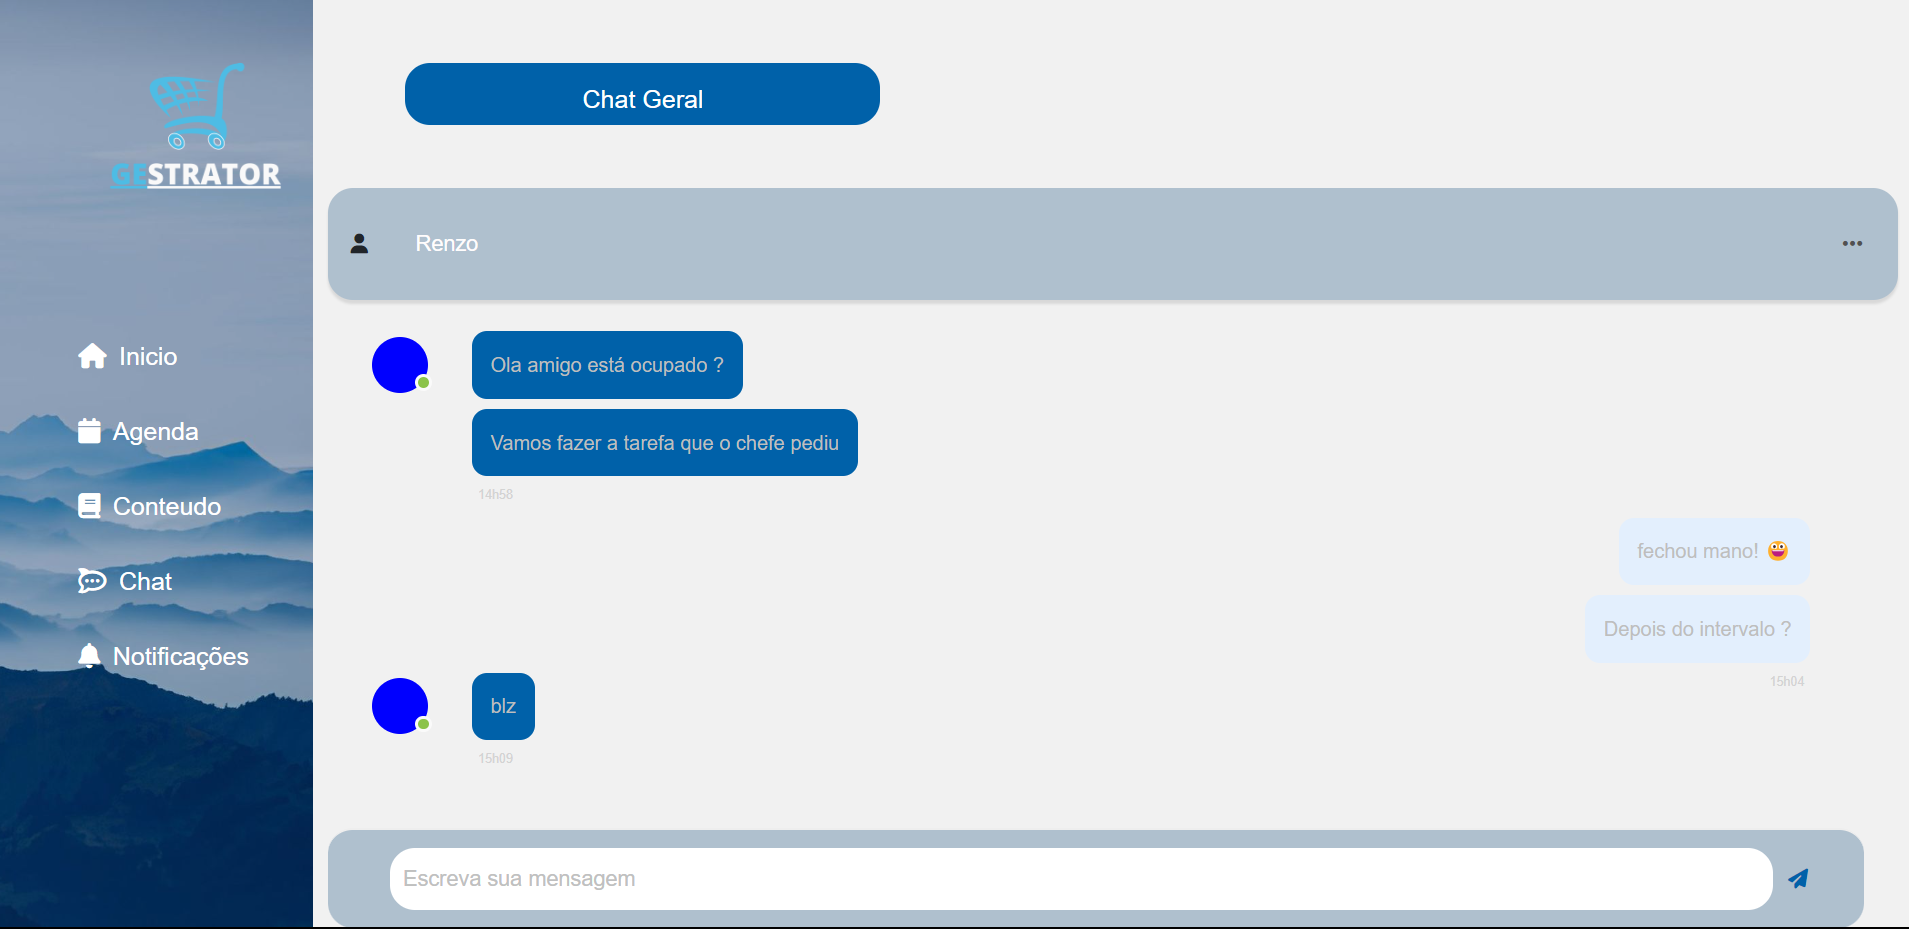 GESTRATOR
Inicio
Agenda
Conteudo
Chat
Notificações
Chat Geral
Renzo
Ola amigo está ocupado ?
Vamos fazer a tarefa que o chefe pediu
14h58
fechou mano! 😀
Depois do intervalo ?
15h04
blz
15h09
Escreva sua mensagem